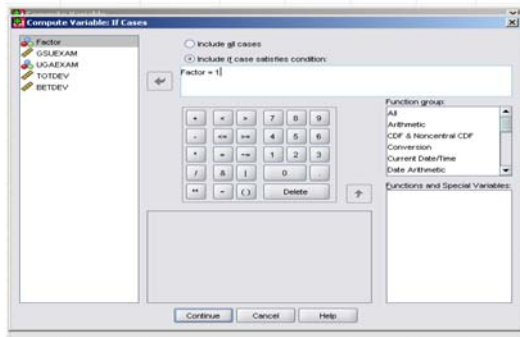 Compute Variable
Compute Variable: If Cases
Factor
GSUEXAM
UGAEXAM
TOTDEV
BETDEV
Include all cases
Include if case satisfies condition:
Factor = 1
Function group:
All
Arithmetic
CDF & Noncentral CDF
Conversion
Current Date/Time
Date Arithmetic
Functions and Special Variables:
+ < > 7 8 9
- <= >= 4 5 6
* = ~= 1 2 3
/ & | 0 .
** ~ ( ) Delete
Continue Cancel Help